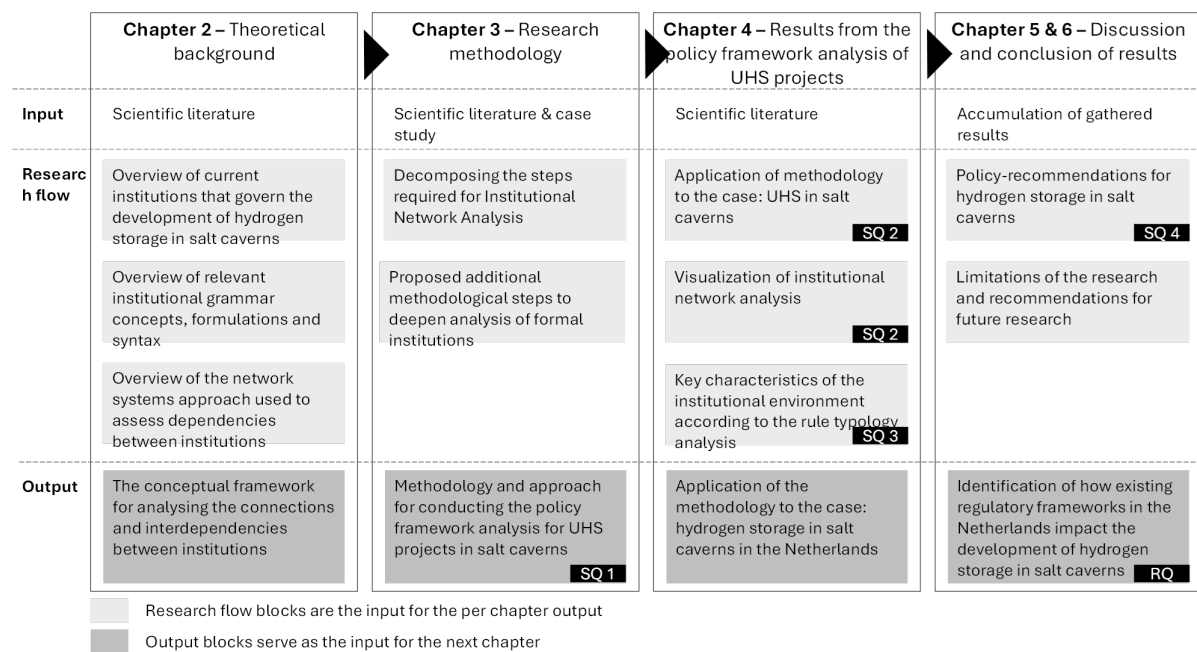 Chapter 2 – Theoretical
background
Chapter 3 – Research
methodology
Chapter 4 – Results from the
policy framework analysis of
UHS projects
Chapter 5 & 6 – Discussion
and conclusion of results
Input
Scientific literature
Scientific literature & case
study
Scientific literature
Accumulation of gathered
results
Researc
h flow
Overview of current
institutions that govern the
development of hydrogen
storage in salt caverns
Decomposing the steps
required for Institutional
Network Analysis
Application of methodology
to the case: UHS in salt
caverns
SQ 2
Policy-recommendations for
hydrogen storage in salt
caverns
SQ 4
Overview of relevant
institutional grammar
concepts, formulations and
syntax
Proposed additional
methodological steps to
deepen analysis of formal
institutions
Visualization of institutional
network analysis
SQ 2
Limitations of the research
and recommendations for
future research
Overview of the network
systems approach used to
assess dependencies
between institutions
Key characteristics of the
institutional environment
according to the rule typology
analysis
SQ 3
Output
The conceptual framework
for analysing the connections
and interdependencies
between institutions
Methodology and approach
for conducting the policy
framework analysis for UHS
projects in salt caverns
SQ 1
Application of the
methodology to the case:
hydrogen storage in salt
caverns in the Netherlands
Identification of how existing
regulatory frameworks in the
Netherlands impact the
development of hydrogen
storage in salt caverns
RQ
Research flow blocks are the input for the per chapter output
Output blocks serve as the input for the next chapter